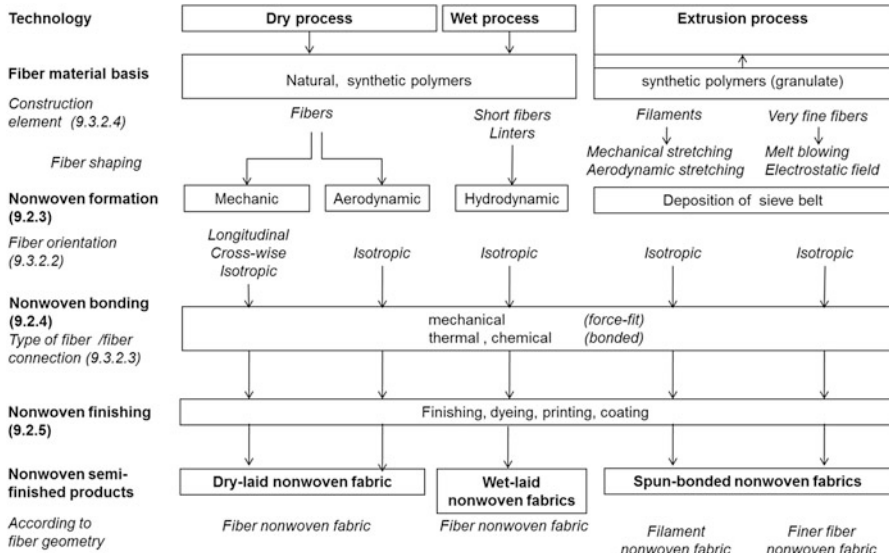 Technology
Dry process
Wet process
Extrusion process
Fiber material basis
Natural, synthetic polymers
synthetic polymers (granulate)
Construction
element (9.3.2.4)
Fibers
Short fibers
Linters
Filaments
Very fine fibers
Fiber shaping
Mechanical stretching
Aerodynamic stretching
Melt blowing
Electrostatic field
Nonwoven formation
(9.2.3)
Mechanic
Aerodynamic
Hydrodynamic
Deposition of sieve belt
Fiber orientation
(9.3.2.2)
Longitudinal
Cross-wise
Isotropic
Isotropic
Isotropic
Isotropic
Isotropic
Nonwoven bonding
(9.2.4)
Type of fiber /fiber
connection (9.3.2.3)
mechanical (force-fit)
thermal , chemical (bonded)
Nonwoven finishing
(9.2.5)
Finishing, dyeing, printing, coating
Nonwoven semi-
finished products
Dry-laid nonwoven fabric
Wet-laid
nonwoven fabrics
Spun-bonded nonwoven fabrics
According to
fiber geometry
Fiber nonwoven fabric
Fiber nonwoven fabric
Filament
nonwoven fabric
Finer fiber
nonwoven fabric